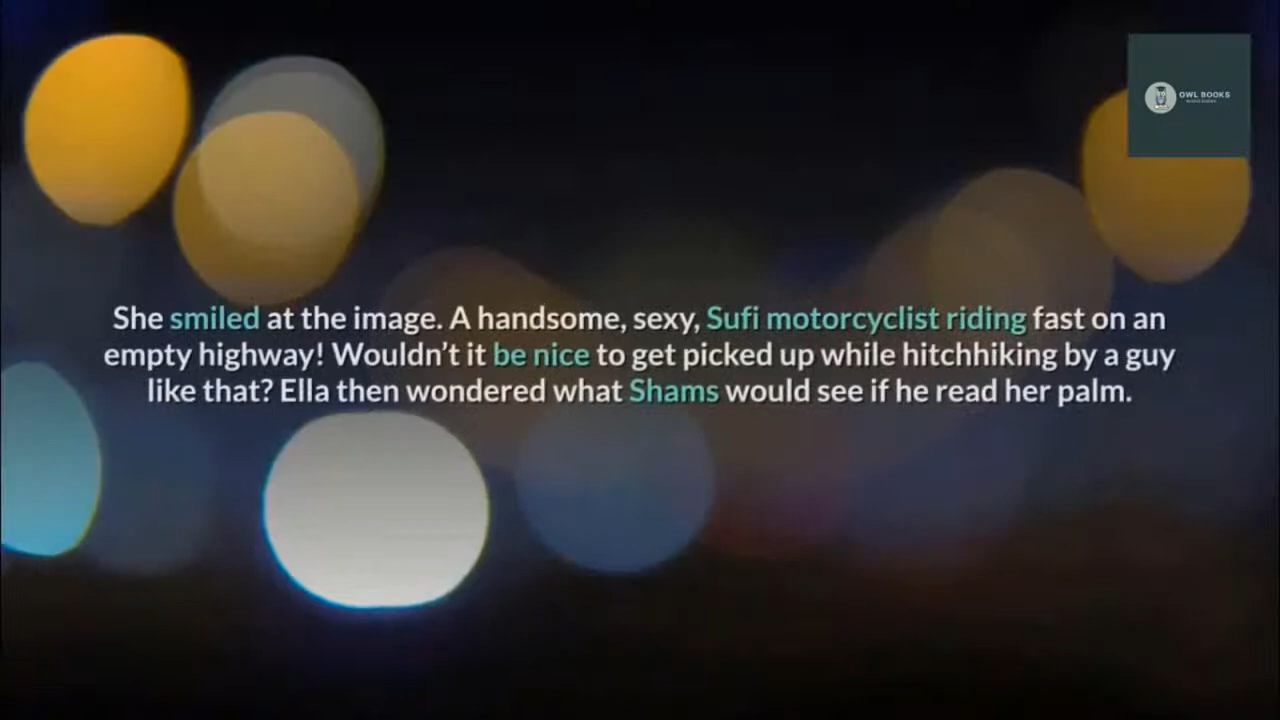 OWL BOOKS
She smiled at the image. A handsome, sexy, Sufi motorcyclist riding fast on an
empty highway! Wouldn’t it be nice to get picked up while hitchhiking by a guy
like that? Ella then wondered what Shams would see if he read her palm.